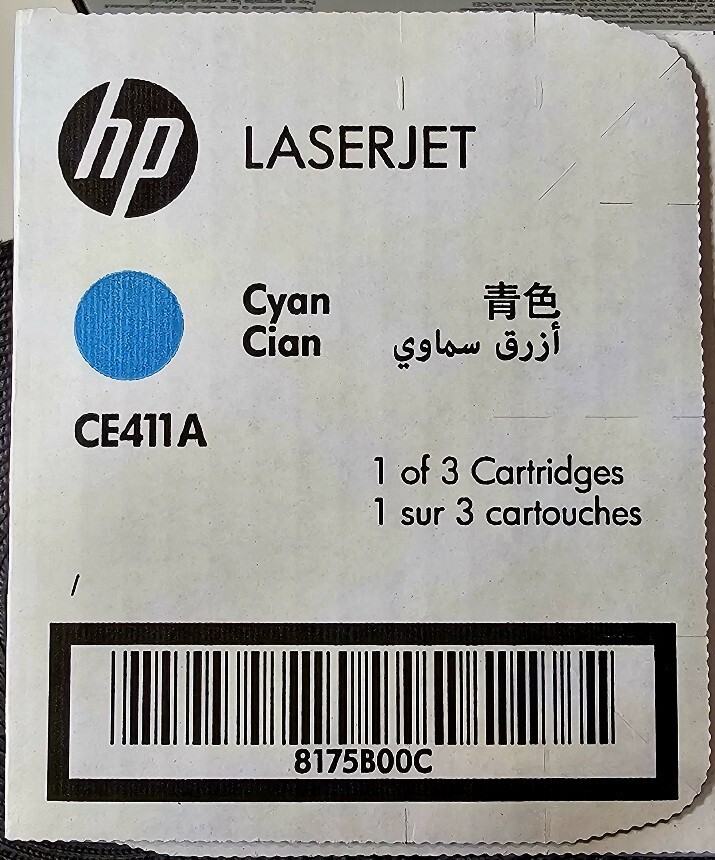 hp LASERJET
Cyan 青色
Cian أزرق سماوي
CE411A
1 of 3 Cartridges
1 sur 3 cartouches
/
8175B00C